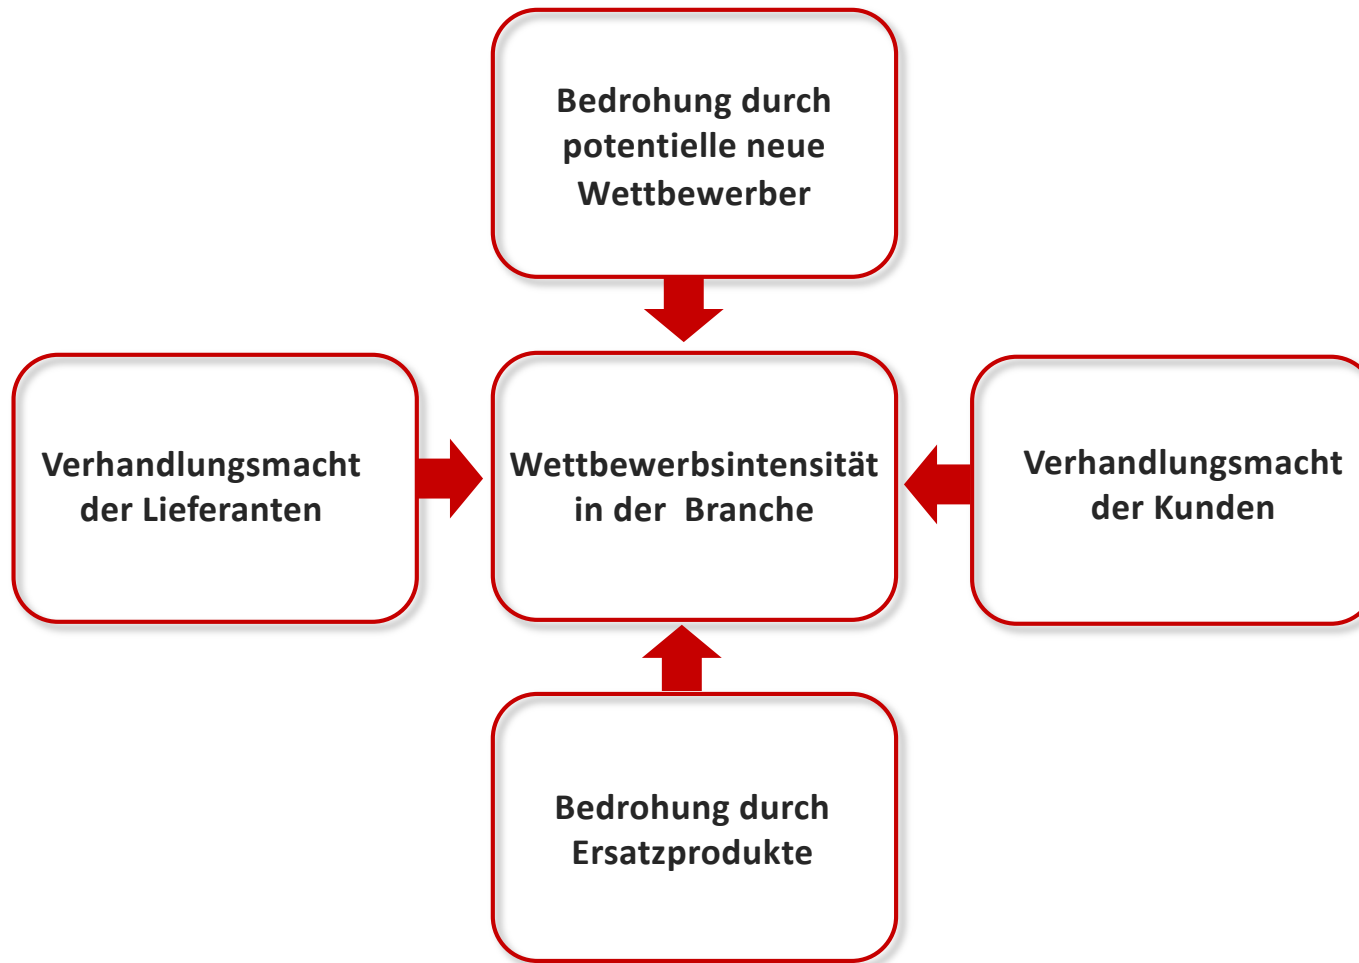 Bedrohung durch
potentielle neue
Wettbewerber
Verhandlungsmacht
der Lieferanten
Wettbewerbsintensität
in der  Branche
Verhandlungsmacht
der Kunden
Bedrohung durch
Ersatzprodukte